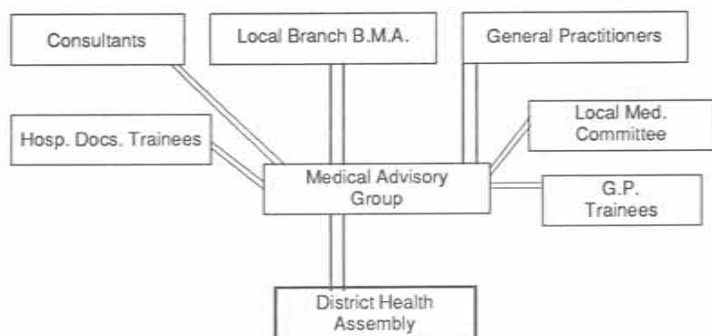 Consultants
Local Branch B.M.A.
General Practitioners
Hosp. Docs. Trainees
Local Med.
Committee
Medical Advisory
Group
G.P.
Trainees
District Health
Assembly